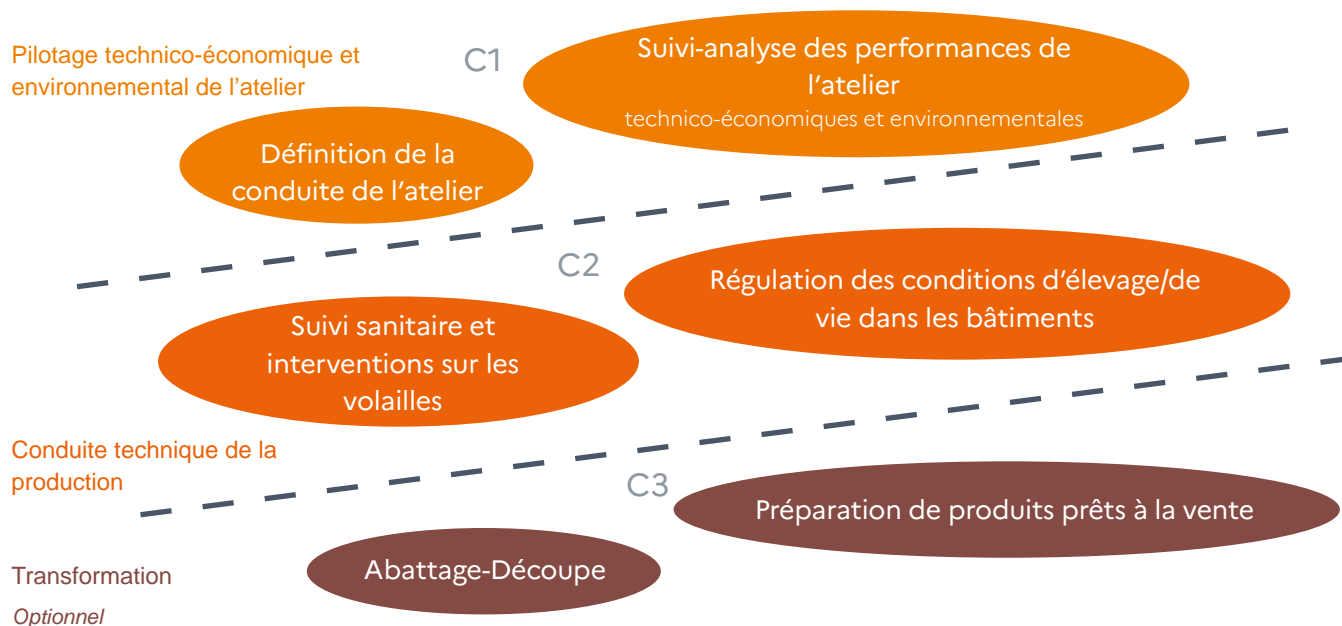 Pilotage technico-économique et
environnemental de l’atelier
C1
Suivi-analyse des performances de
l’atelier
technico-économiques et environnementales
Définition de la
conduite de l’atelier
C2
Régulation des conditions d’élevage/de
vie dans les bâtiments
Suivi sanitaire et
interventions sur les
volailles
Conduite technique de la
production
C3
Préparation de produits prêts à la vente
Abattage-Découpe
Transformation
Optionnel